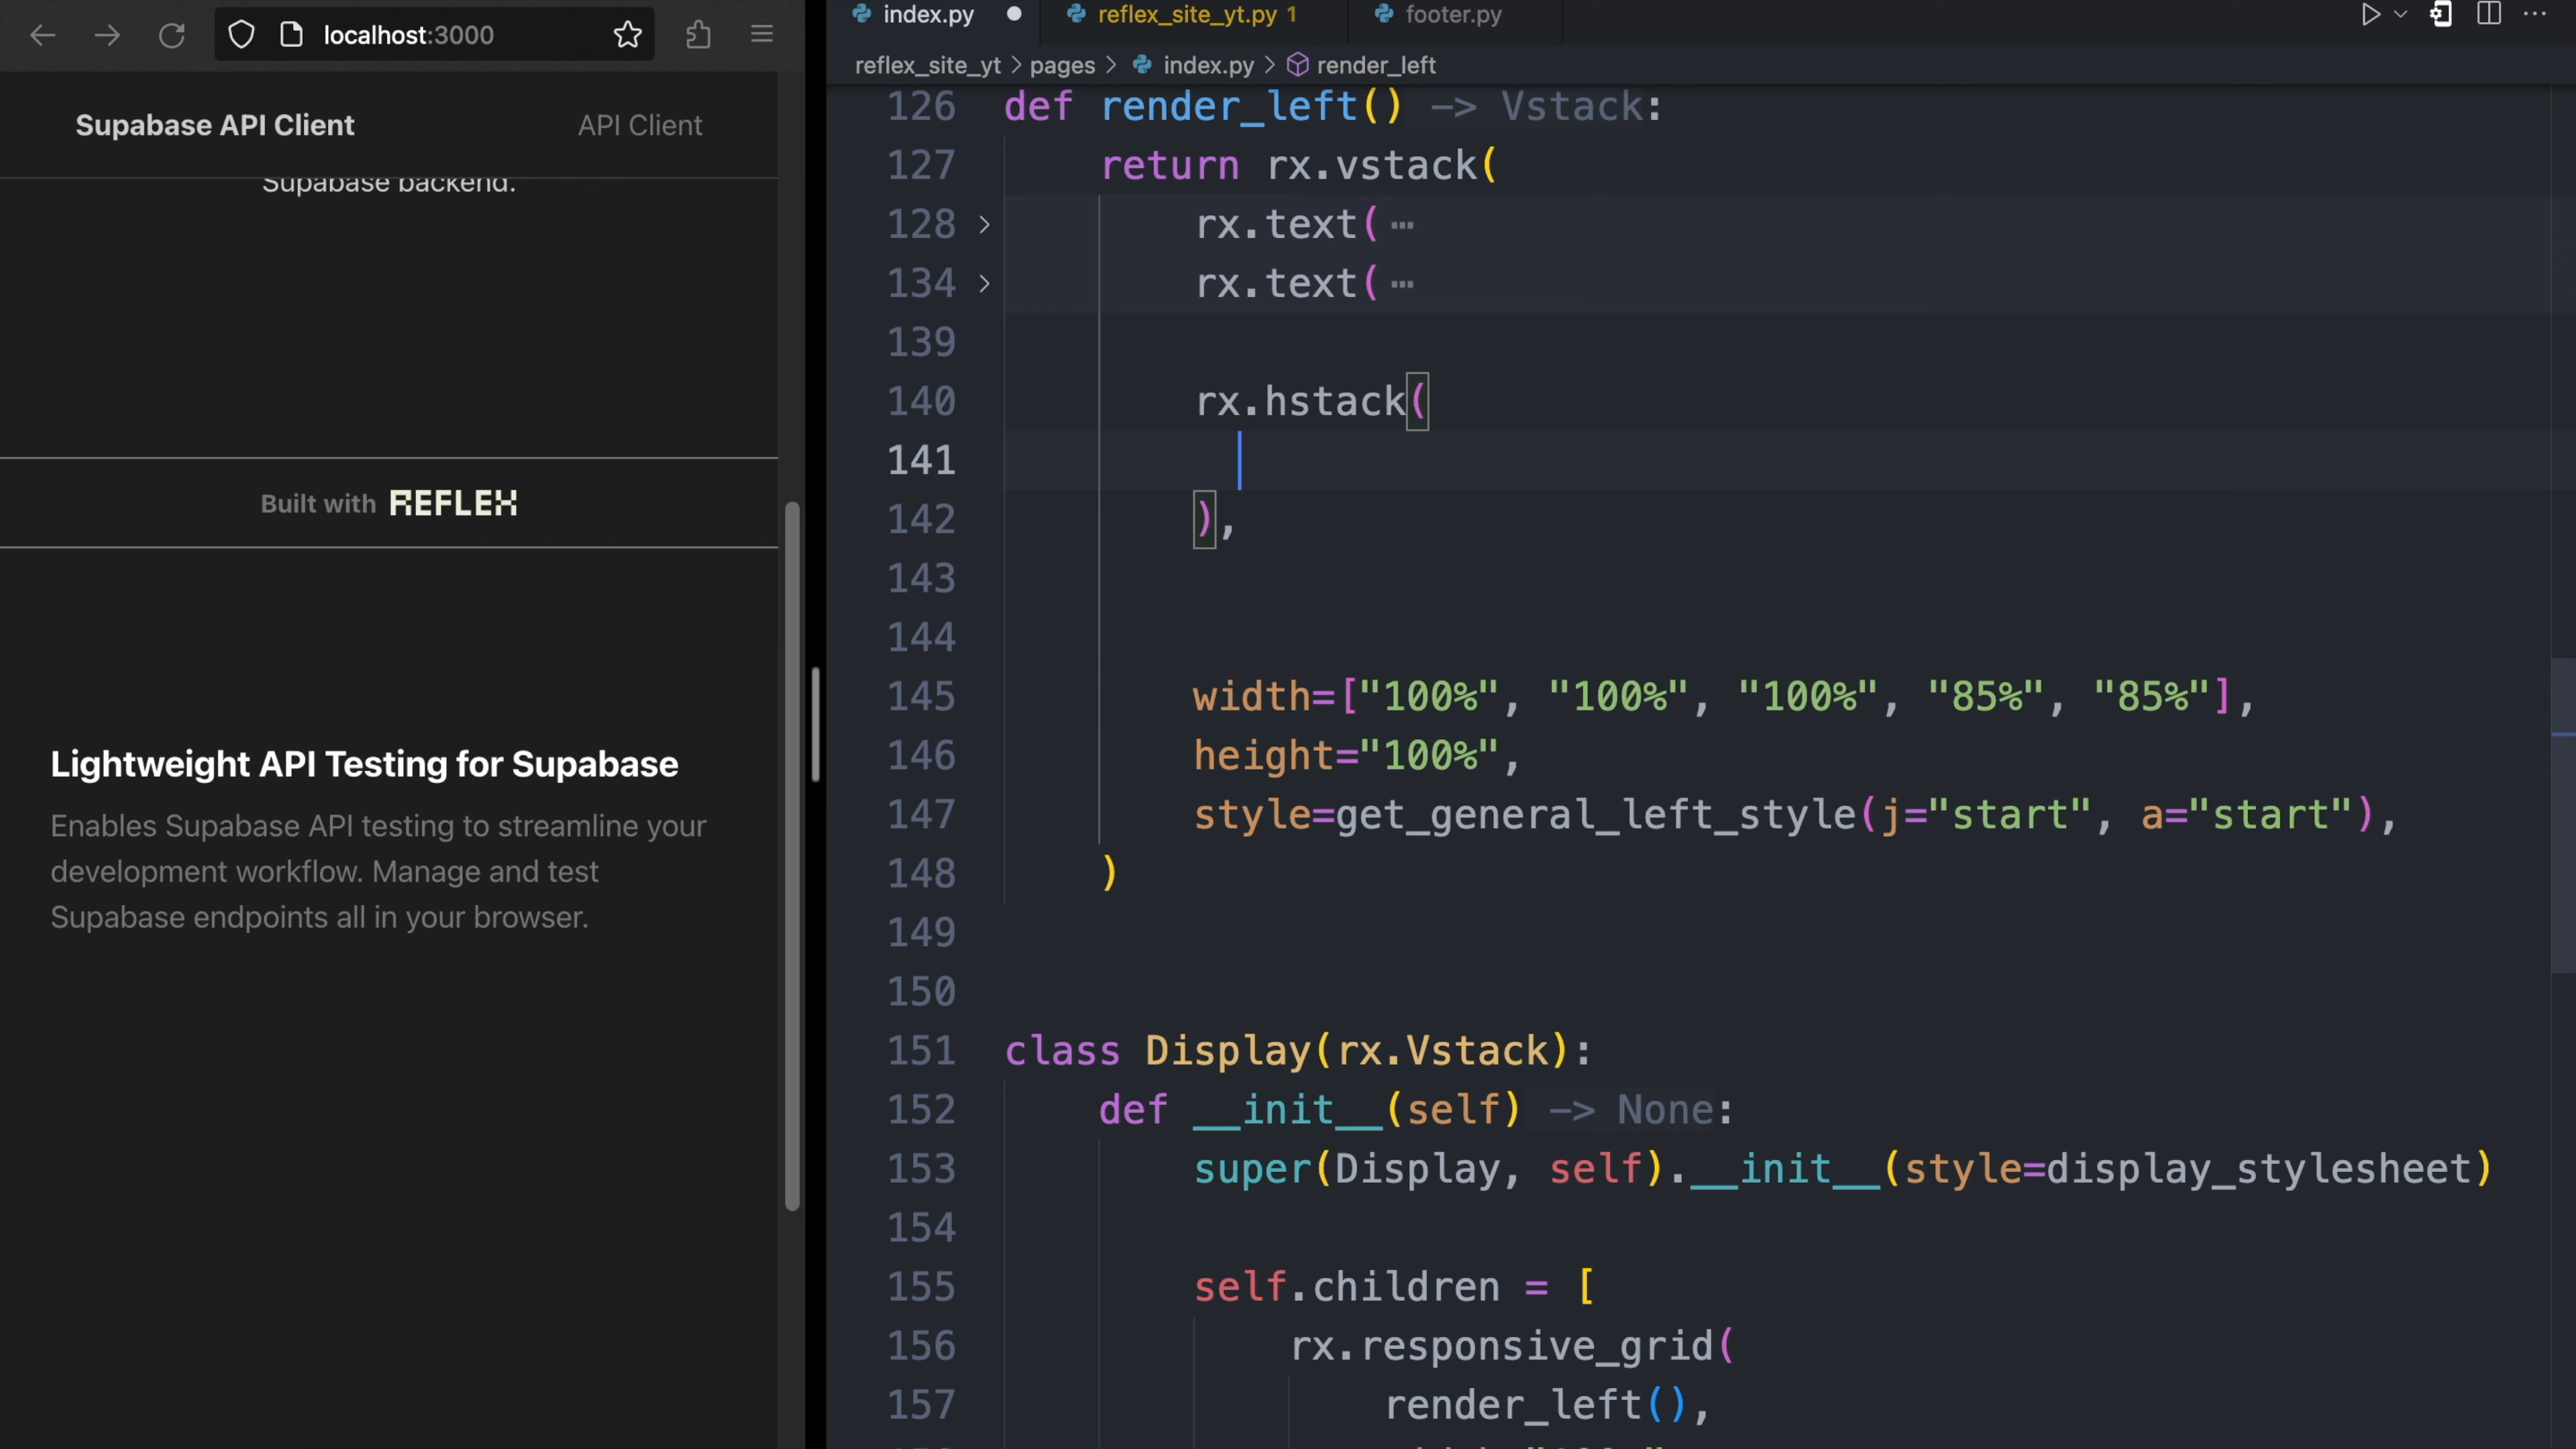 localhost:3000
Supabase API Client
API Client
Supabase backend.
Built with REFLEX
Lightweight API Testing for Supabase
Enables Supabase API testing to streamline your
development workflow. Manage and test
Supabase endpoints all in your browser.
index.py
reflex_site_yt.py 1
footer.py
reflex_site_yt > pages > index.py > render_left
126 def render_left() -> Vstack:
127 return rx.vstack(
128 > rx.text( ⋯
134 > rx.text( ⋯
139
140 rx.hstack(
141
142 ),
143
144
145 width=["100%", "100%", "100%", "85%", "85%"],
146 height="100%",
147 style=get_general_left_style(j="start", a="start"),
148 )
149
150
151 class Display(rx.Vstack):
152 def __init__(self) -> None:
153 super(Display, self).__init__(style=display_stylesheet)
154
155 self.children = [
156 rx.responsive_grid(
157 render_left(),